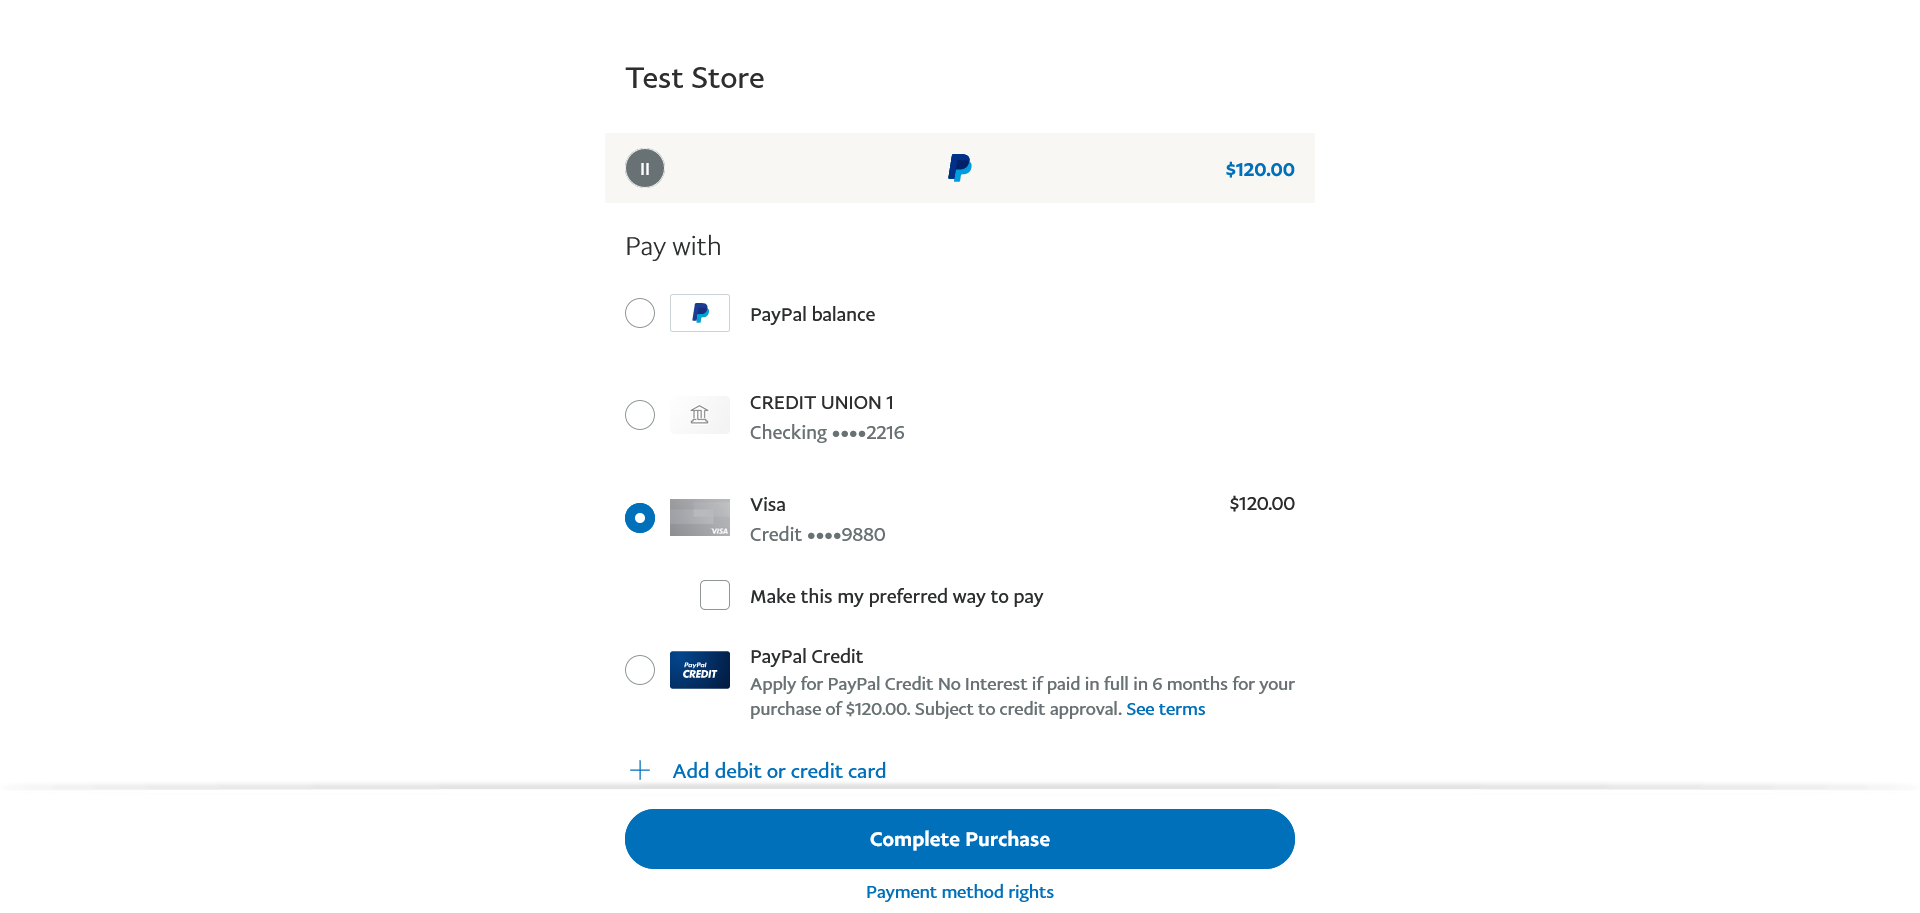 Test Store
$120.00
Pay with
PayPal balance
CREDIT UNION 1
Checking ••••2216
Visa
$120.00
VISA
Credit ••••9880
Make this my preferred way to pay
PayPal Credit
PayPal
CREDIT
Apply for PayPal Credit No Interest if paid in full in 6 months for your
purchase of $120.00. Subject to credit approval. See terms
Add debit or credit card
Complete Purchase
Payment method rights